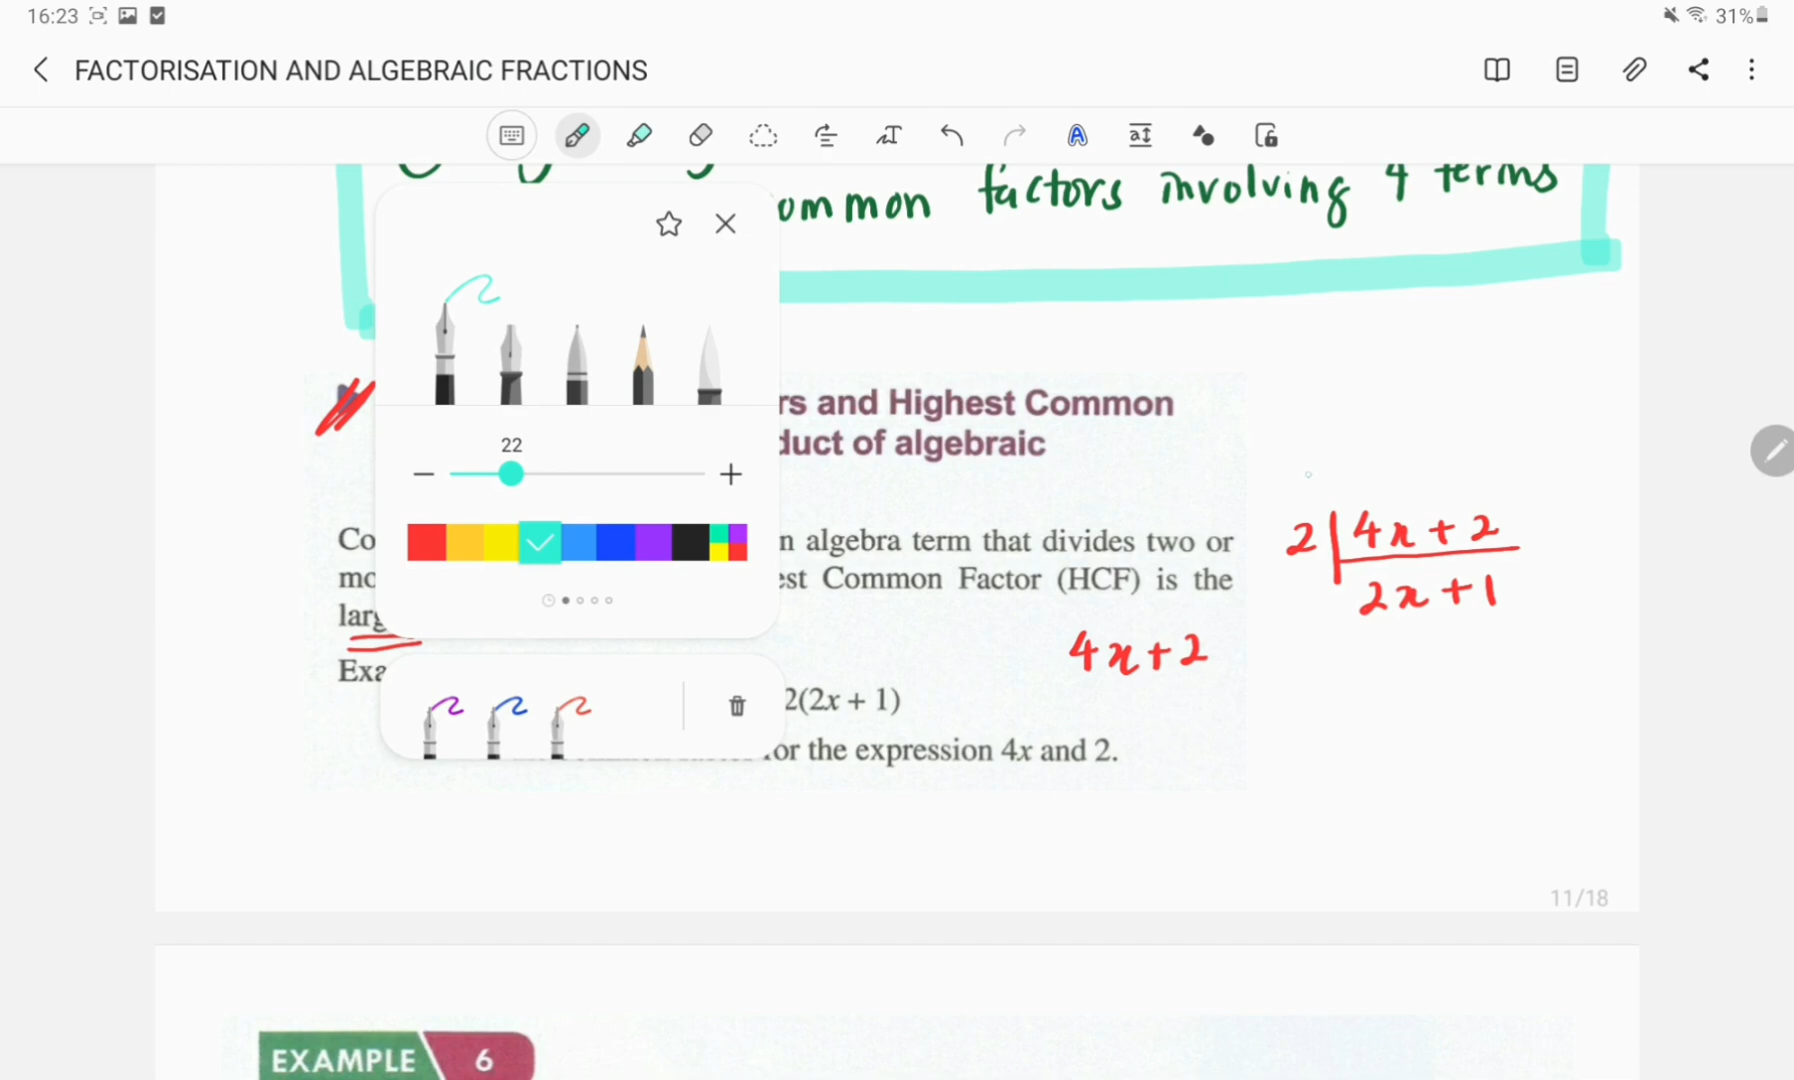 16:23 31%
FACTORISATION AND ALGEBRAIC FRACTIONS
ommon factors involving 4 terms
22
rs and Highest Common
duct of algebraic
Co n algebra term that divides two or
mo est Common Factor (HCF) is the
larg
2 4x + 2
2x + 1
4x + 2
Exa
2(2x + 1)
or the expression 4x and 2.
11/18
EXAMPLE 6